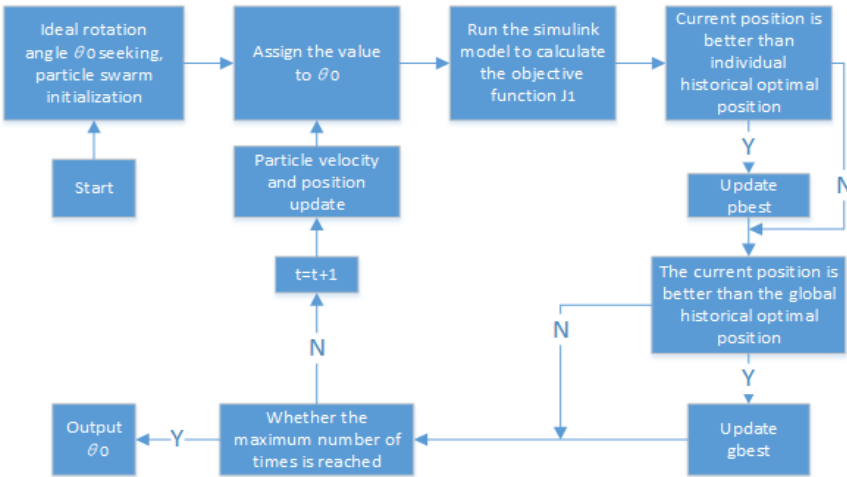 Ideal rotation
angle θ0 seeking,
particle swarm
initialization
Assign the value
to θ0
Run the simulink
model to calculate
the objective
function J1
Current position is
better than
individual
historical optimal
position
Y
N
Start
Particle velocity
and position
update
Update
pbest
t=t+1
The current position is
better than the global
historical optimal
position
N
N
Y
Output
θ0
Y
Whether the
maximum number of
times is reached
Update
gbest